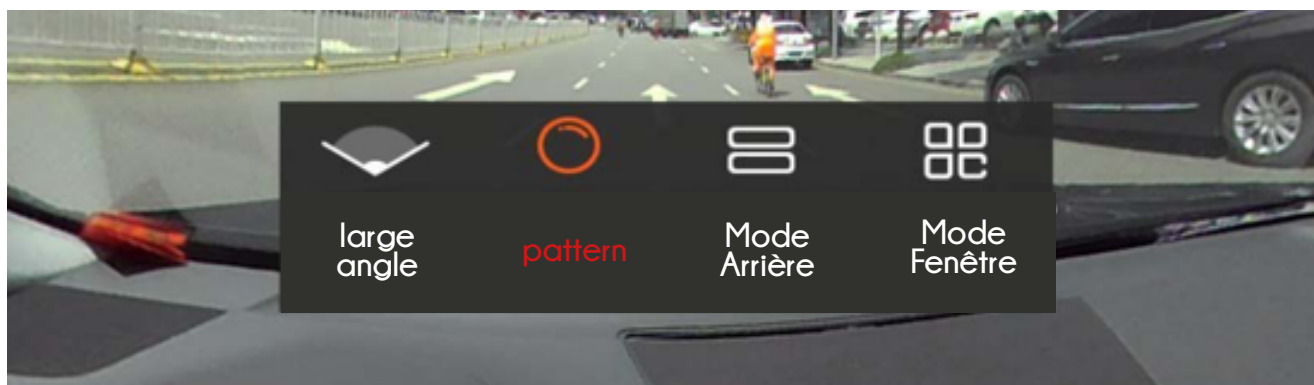 large
angle
pattern
Mode
Arrière
Mode
Fenêtre